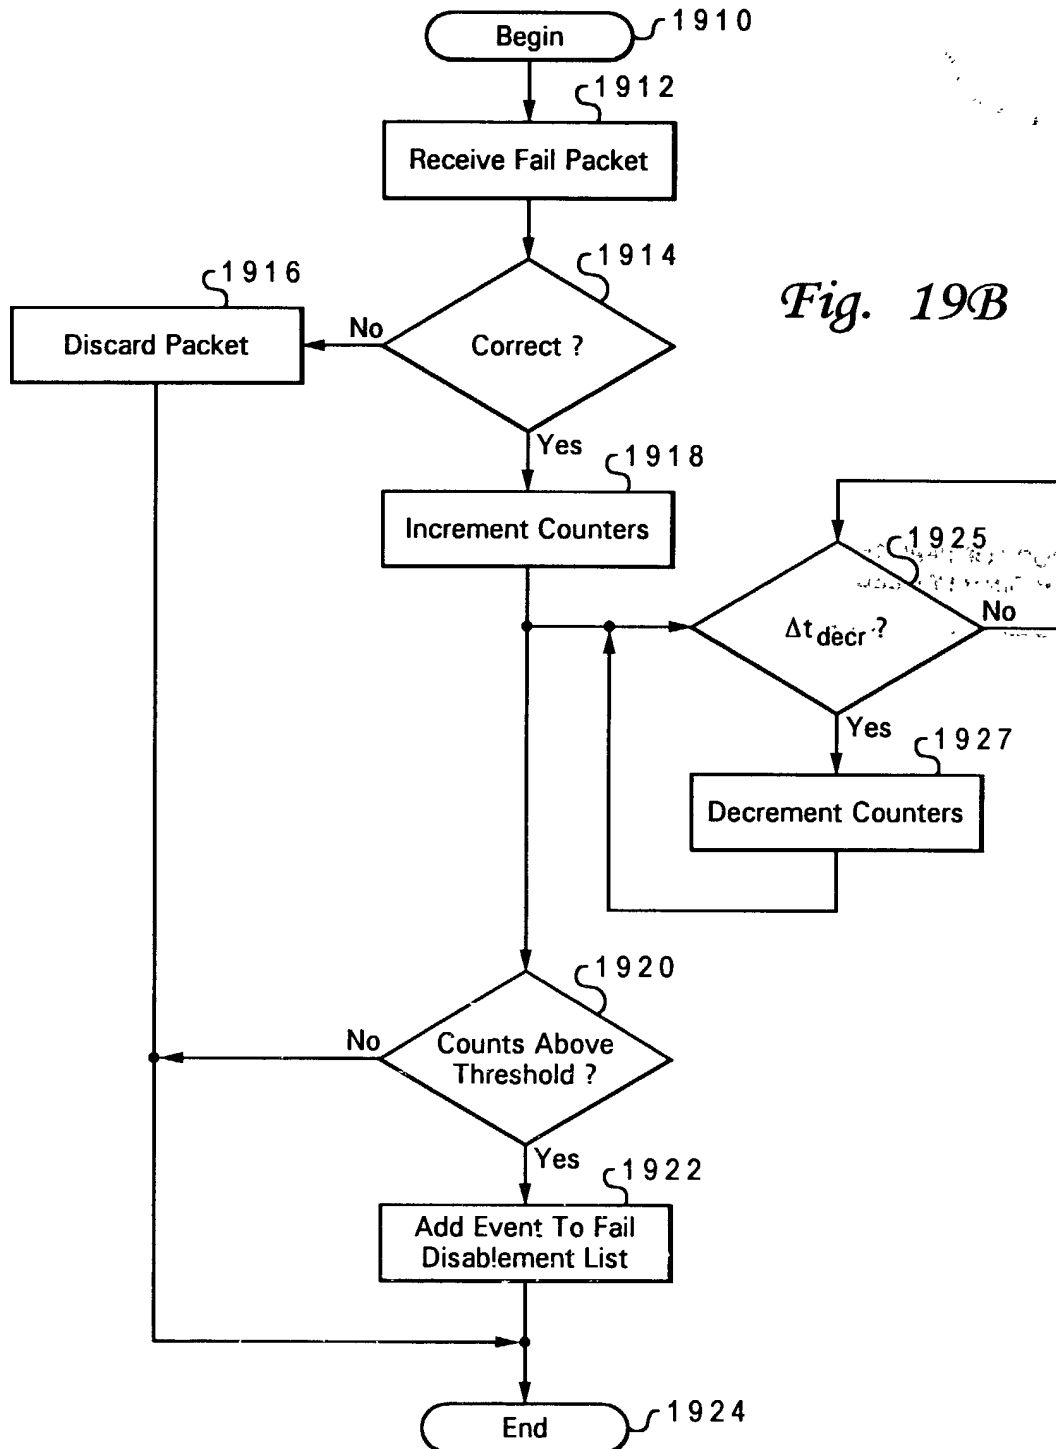 Begin
1910
1912
Receive Fail Packet
1914
1916
Fig. 19B
Discard Packet
No
Correct ?
Yes
1918
Increment Counters
1925
Δtdecr ?
No
Yes
1927
Decrement Counters
1920
No
Counts Above
Threshold ?
Yes
1922
Add Event To Fail
Disablement List
End
1924